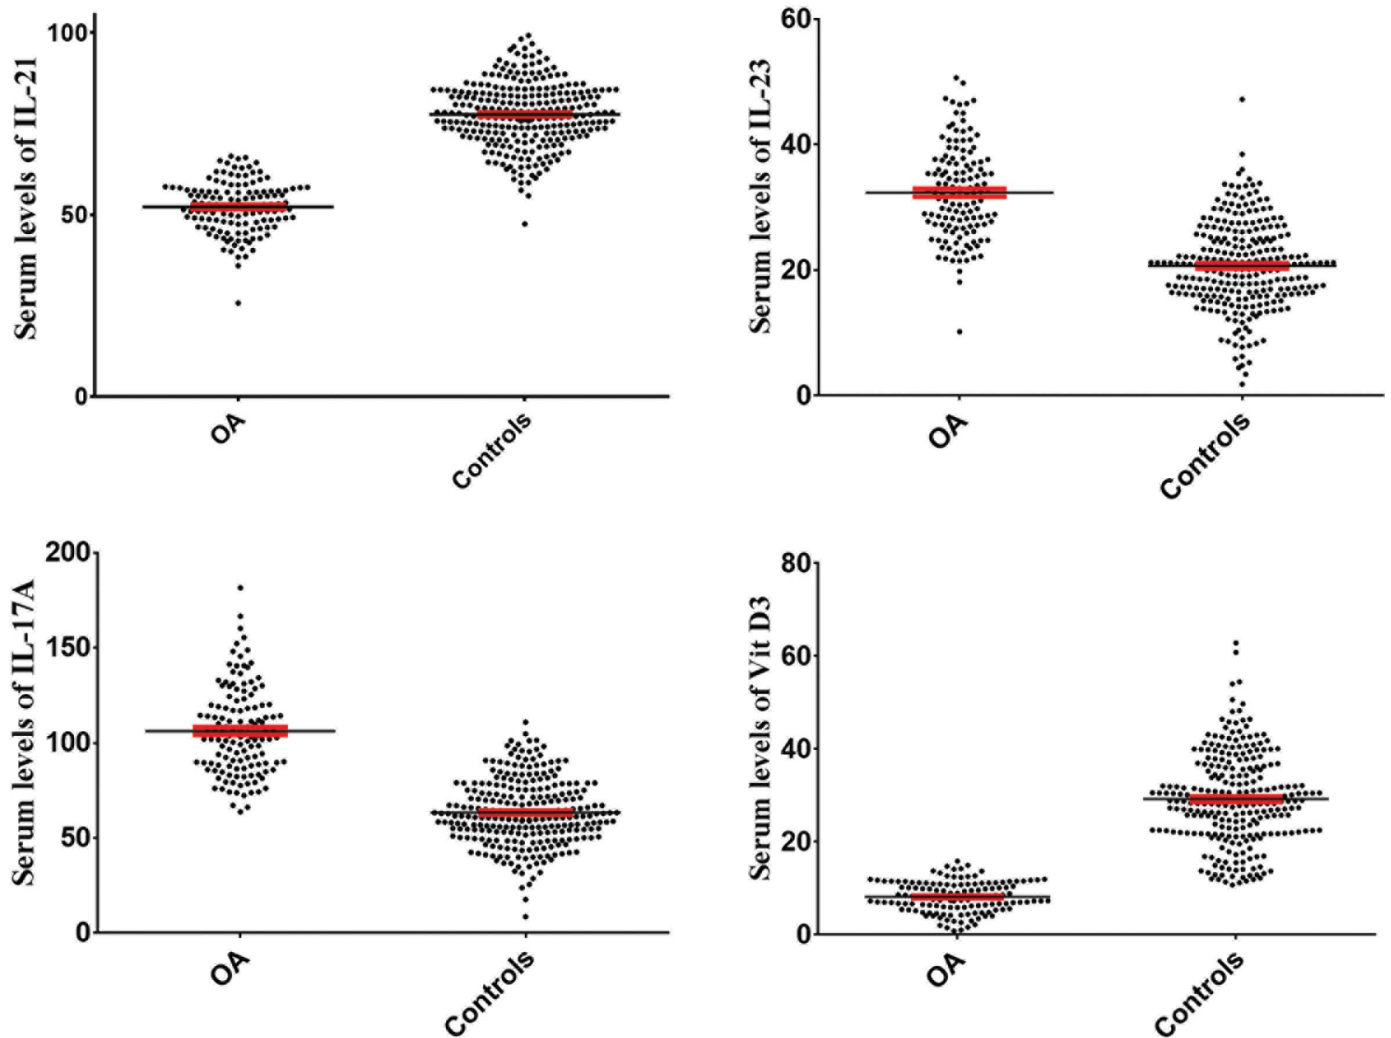 Serum levels of IL-21
100
50
0
OA
Controls
Serum levels of IL-23
60
40
20
0
OA
Controls
Serum levels of IL-17A
200
150
100
50
0
OA
Controls
Serum levels of Vit D3
80
60
40
20
0
OA
Controls